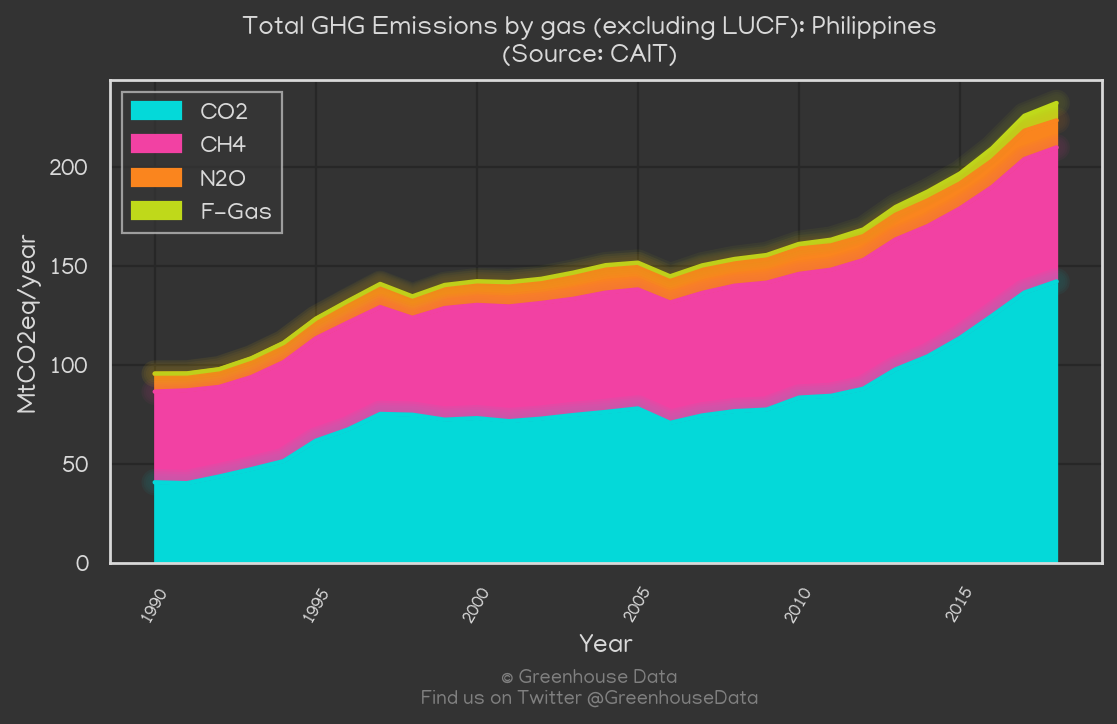 Total GHG Emissions by gas (excluding LUCF): Philippines
(Source: CAIT)
CO2
CH4
N2O
F-Gas
MtCO2eq/year
200
150
100
50
0
1990
1995
2000
2005
2010
2015
Year
© Greenhouse Data
Find us on Twitter @GreenhouseData